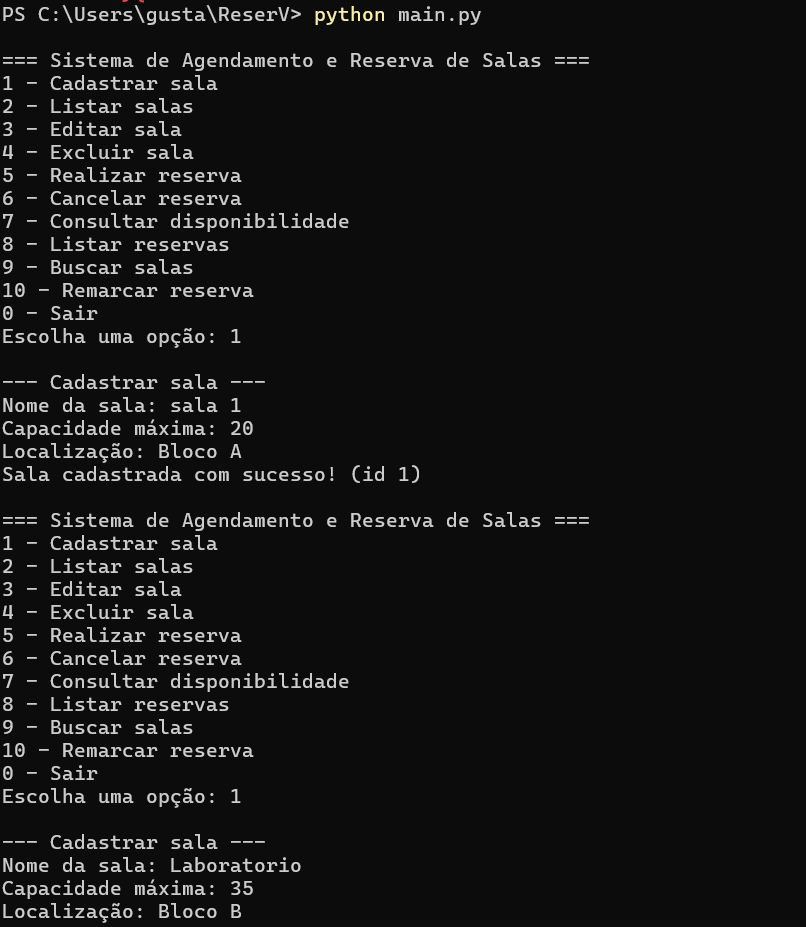 PS C:\Users\gusta\ReserV> python main.py
=== Sistema de Agendamento e Reserva de Salas ===
1 - Cadastrar sala
2 - Listar salas
3 - Editar sala
4 - Excluir sala
5 - Realizar reserva
6 - Cancelar reserva
7 - Consultar disponibilidade
8 - Listar reservas
9 - Buscar salas
10 - Remarcar reserva
0 - Sair
Escolha uma opção: 1
--- Cadastrar sala ---
Nome da sala: sala 1
Capacidade máxima: 20
Localização: Bloco A
Sala cadastrada com sucesso! (id 1)
=== Sistema de Agendamento e Reserva de Salas ===
1 - Cadastrar sala
2 - Listar salas
3 - Editar sala
4 - Excluir sala
5 - Realizar reserva
6 - Cancelar reserva
7 - Consultar disponibilidade
8 - Listar reservas
9 - Buscar salas
10 - Remarcar reserva
0 - Sair
Escolha uma opção: 1
--- Cadastrar sala ---
Nome da sala: Laboratorio
Capacidade máxima: 35
Localização: Bloco B